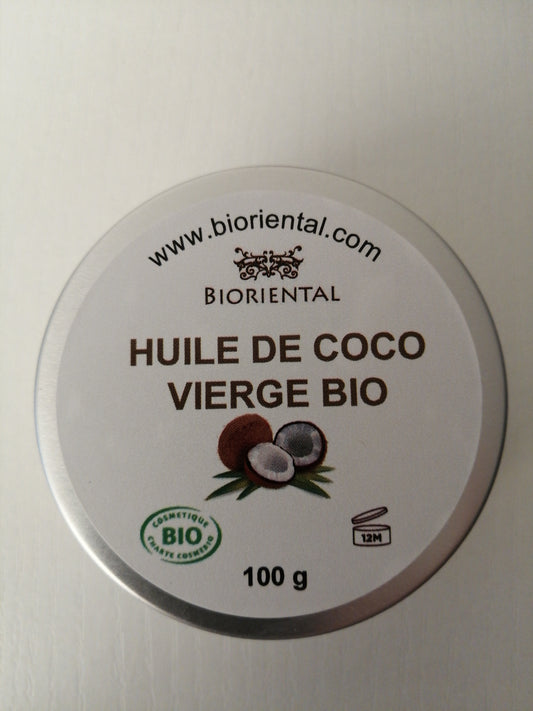 www.bioriental.com
BIORIENTAL
HUILE DE COCO
VIERGE BIO
COSMETIQUE
BIO
CHARTE COSMEBIO
12M
100 g